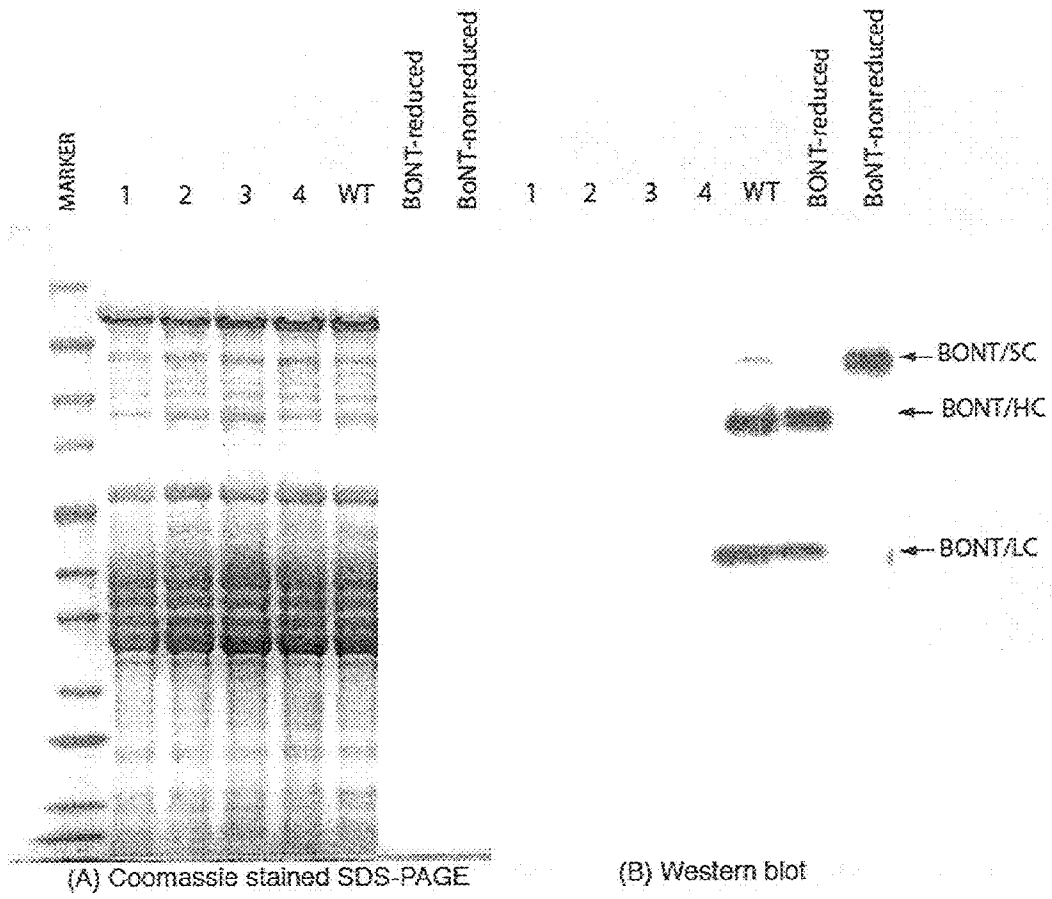 MARKER
1
2
3
4
WT
BONT-reduced
BoNT-nonreduced
1
2
3
4
WT
BONT-reduced
BoNT-nonreduced
BONT/SC
BONT/HC
BONT/LC
(A) Coomassie stained SDS-PAGE
(B) Western blot